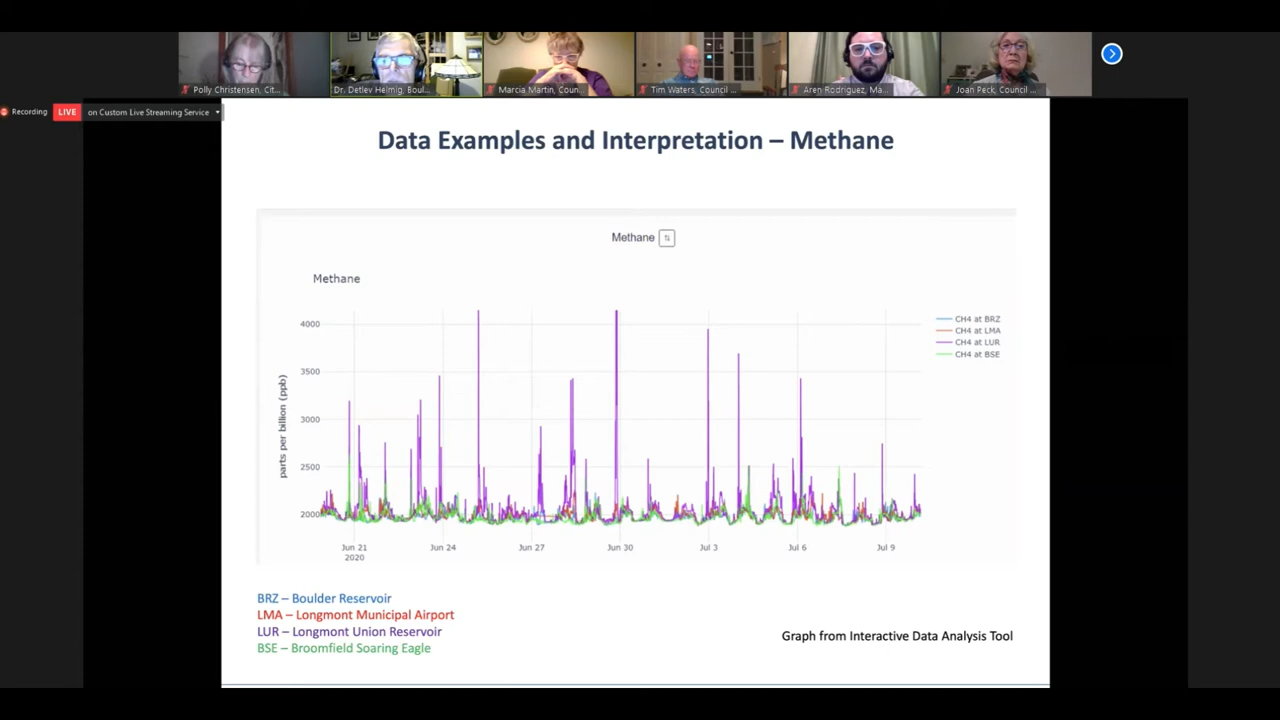 Polly Christensen, Cit...
Dr. Detlev Helmig, Boul...
Marcia Martin, Coun...
Tim Waters, Council ...
Aren Rodriguez, Ma...
Joan Peck, Council ...
Recording
LIVE
on Custom Live Streaming Service
Data Examples and Interpretation – Methane
Methane
Methane
4000
3500
3000
2500
2000
parts per billion (ppb)
Jun 21
2020
Jun 24
Jun 27
Jun 30
Jul 3
Jul 6
Jul 9
CH4 at BRZ
CH4 at LMA
CH4 at LUR
CH4 at BSE
BRZ – Boulder Reservoir
LMA – Longmont Municipal Airport
LUR – Longmont Union Reservoir
BSE – Broomfield Soaring Eagle
Graph from Interactive Data Analysis Tool